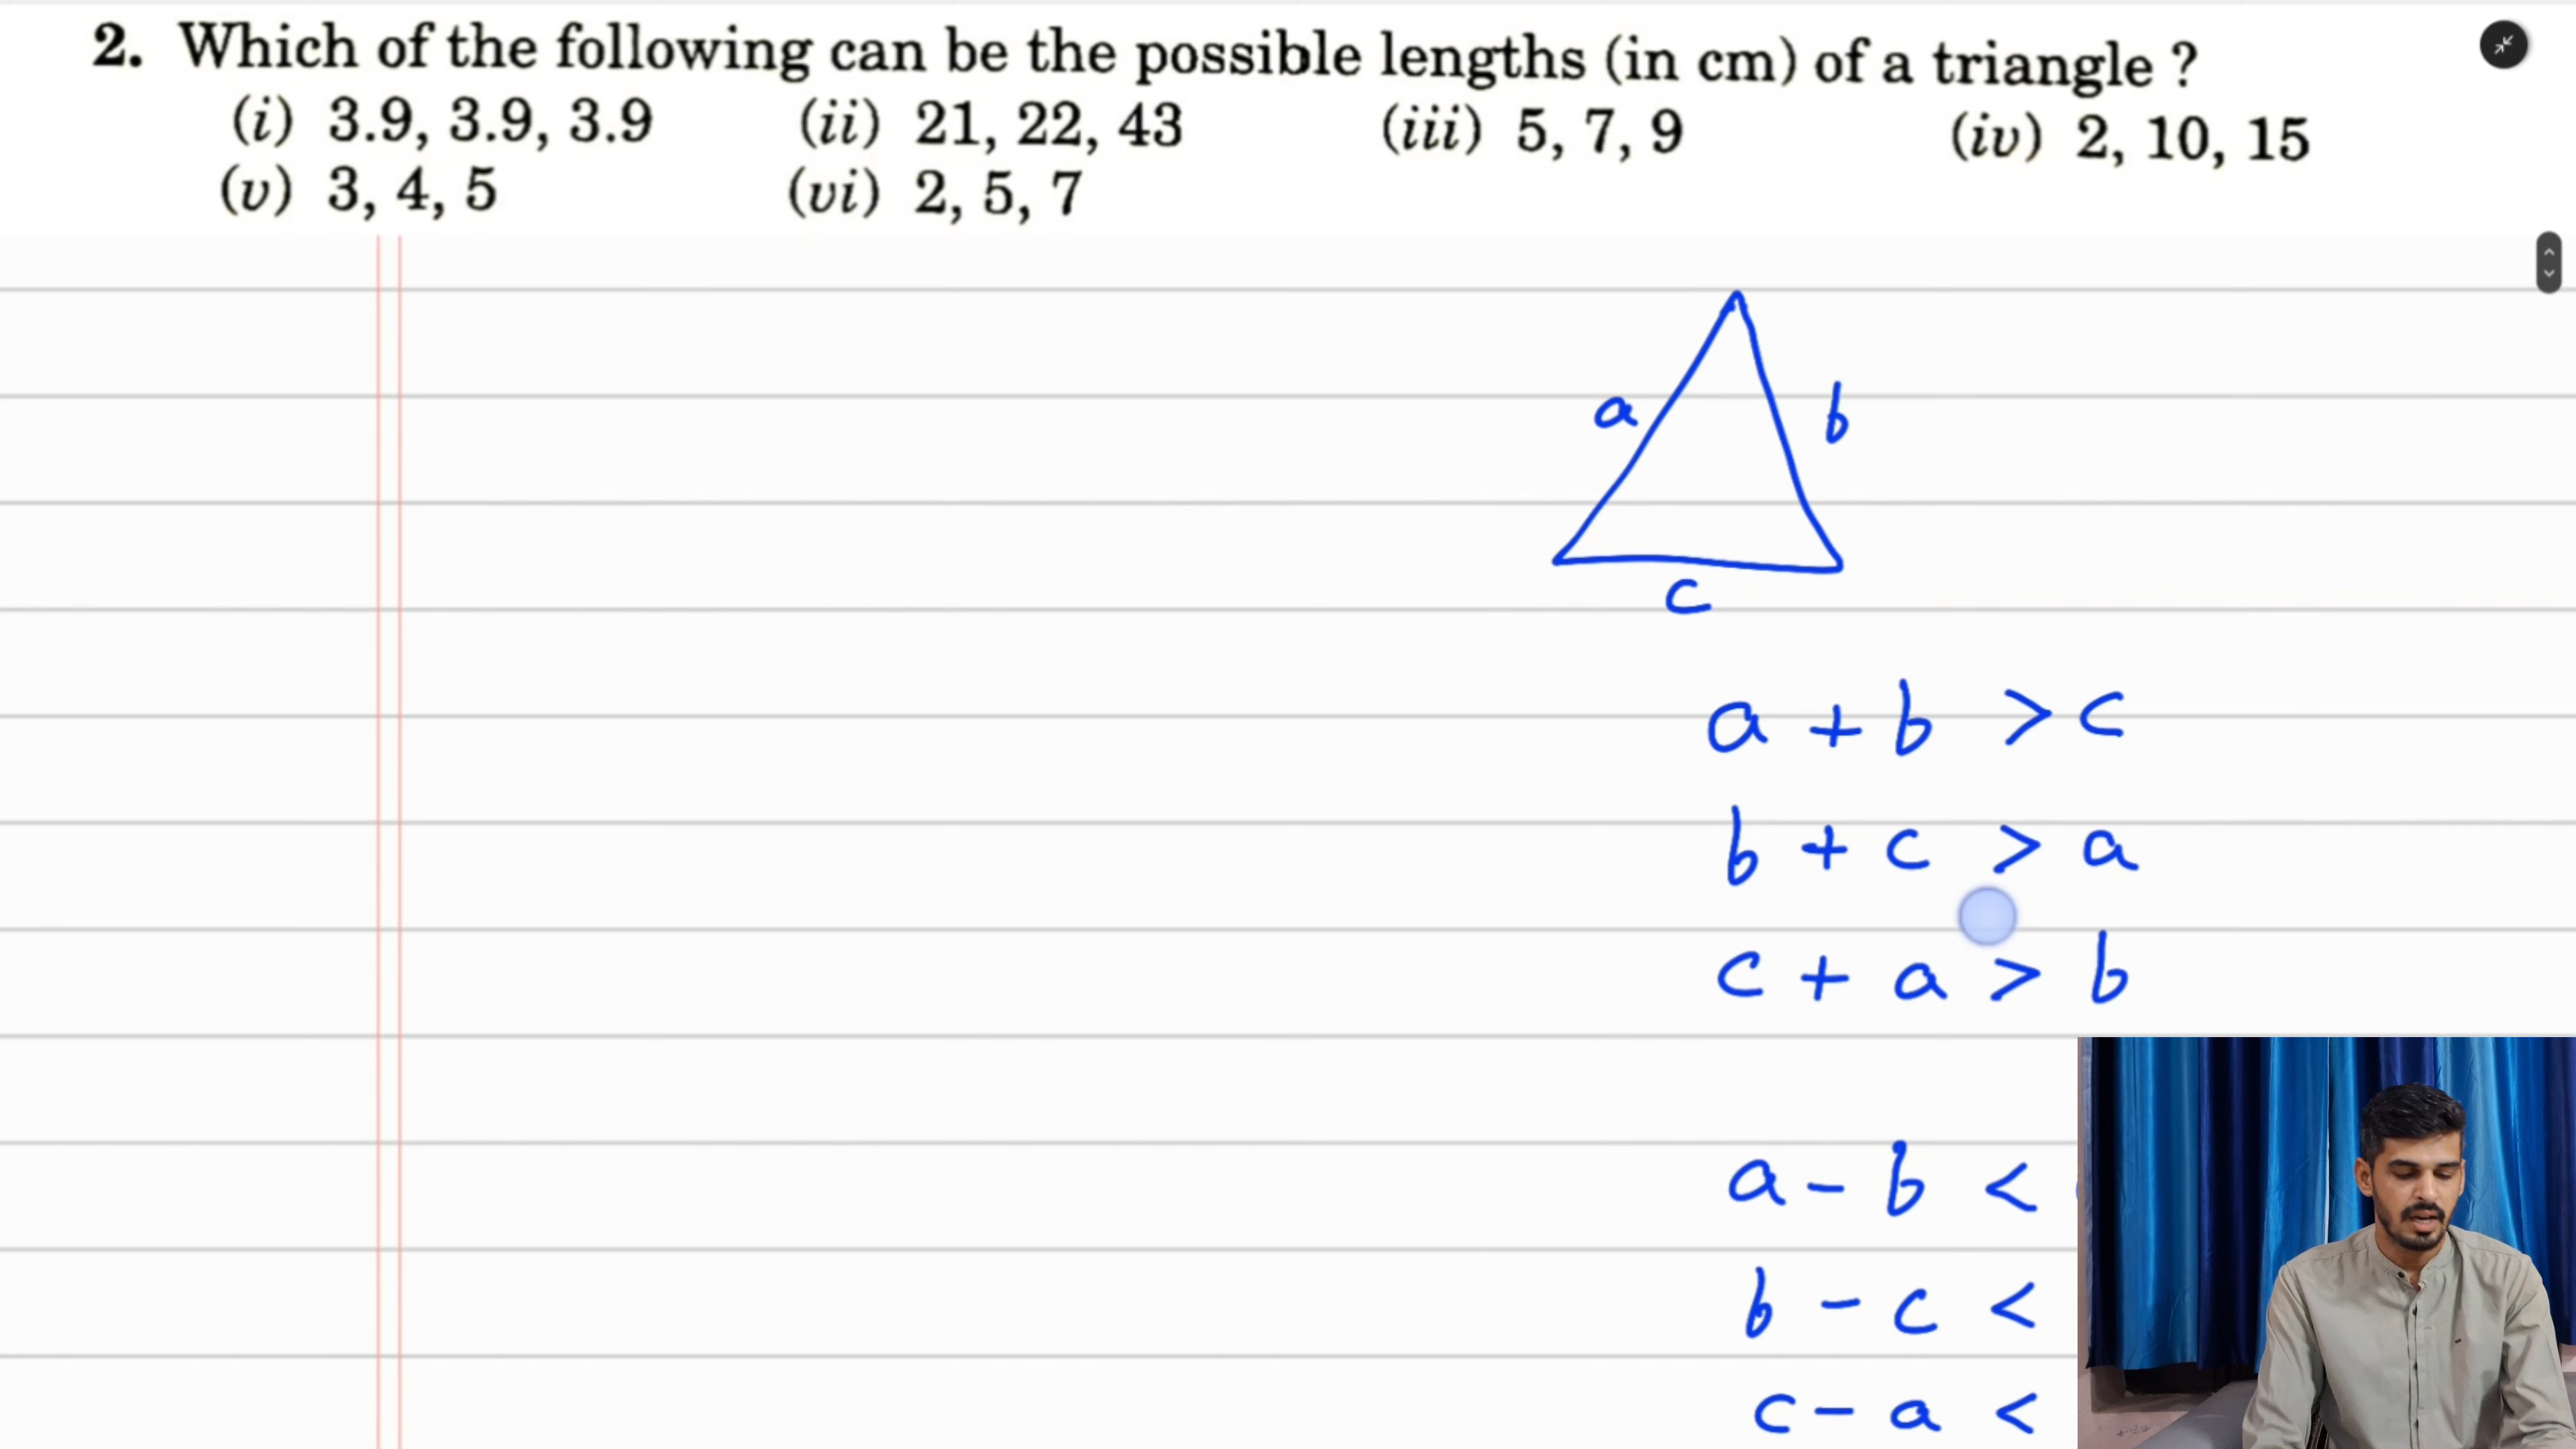 2. Which of the following can be the possible lengths (in cm) of a triangle ?
(i) 3.9, 3.9, 3.9 (ii) 21, 22, 43 (iii) 5, 7, 9 (iv) 2, 10, 15
(v) 3, 4, 5 (vi) 2, 5, 7
a b
c
a + b > c
b + c > a
c + a > b
a - b <
b - c <
c - a <